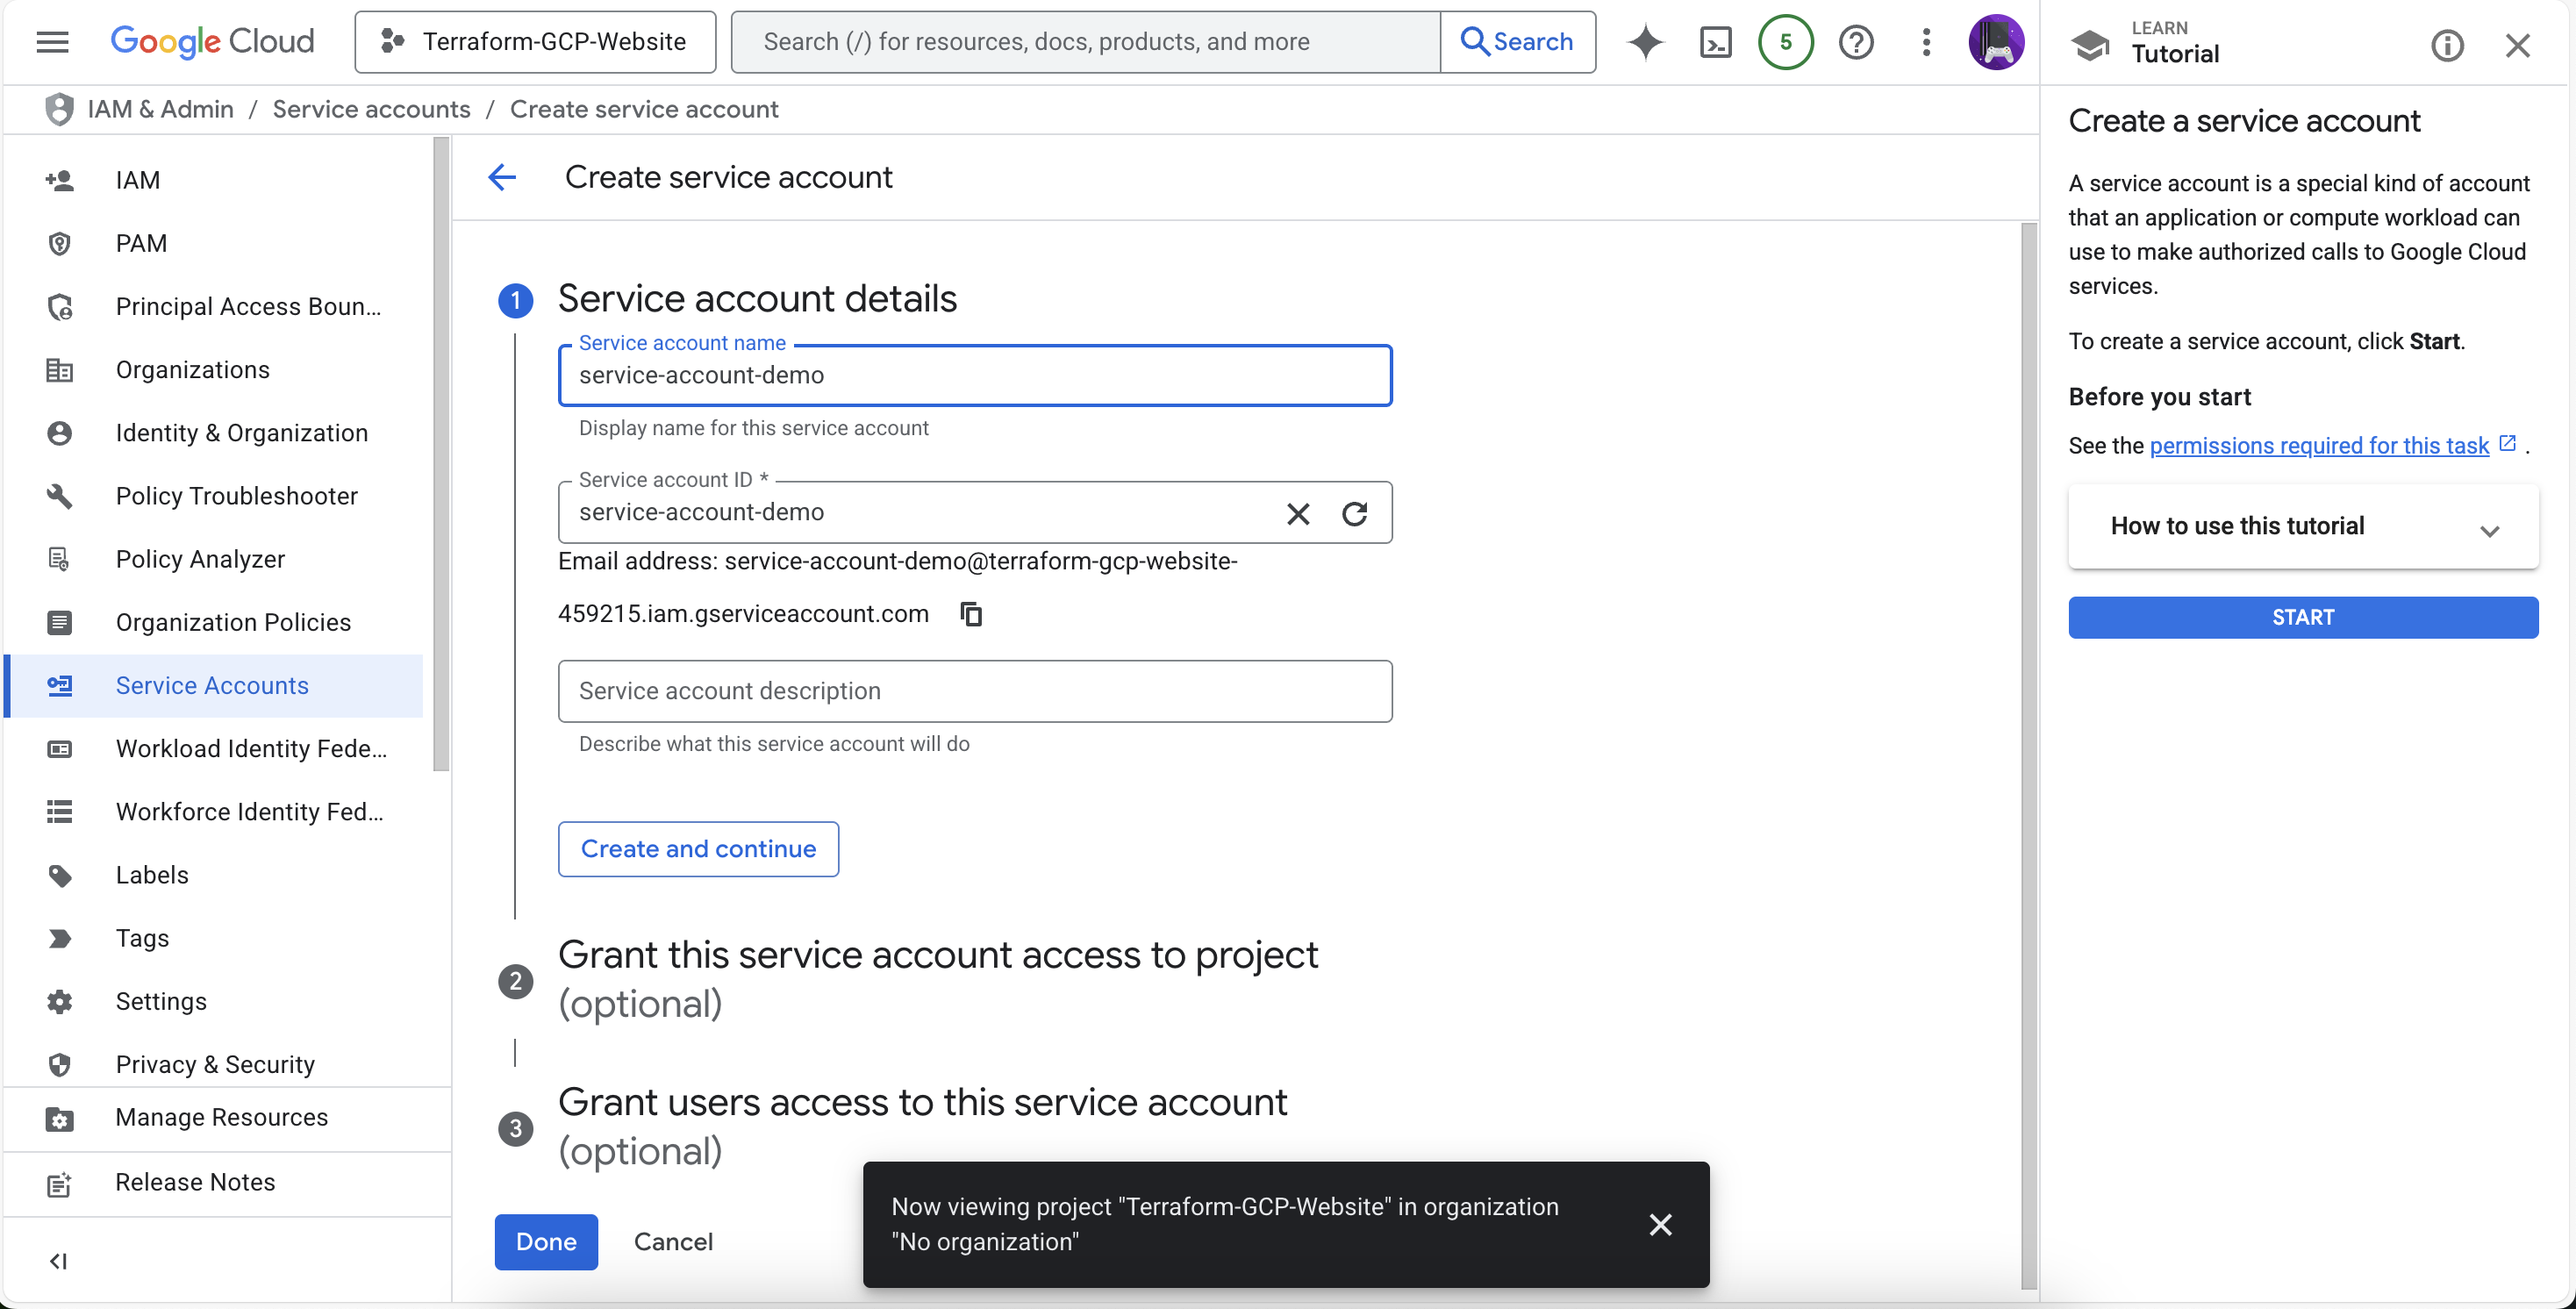 Google Cloud
Terraform-GCP-Website
Search (/) for resources, docs, products, and more
Search
5
LEARN
Tutorial
IAM & Admin / Service accounts / Create service account
IAM
PAM
Principal Access Boun...
Organizations
Identity & Organization
Policy Troubleshooter
Policy Analyzer
Organization Policies
Service Accounts
Workload Identity Fede...
Workforce Identity Fed...
Labels
Tags
Settings
Privacy & Security
Manage Resources
Release Notes
Create service account
1
Service account details
Service account name
service-account-demo
Display name for this service account
Service account ID *
service-account-demo
Email address: service-account-demo@terraform-gcp-website-
459215.iam.gserviceaccount.com
Service account description
Describe what this service account will do
Create and continue
2
Grant this service account access to project
(optional)
3
Grant users access to this service account
(optional)
Done
Cancel
Now viewing project "Terraform-GCP-Website" in organization
"No organization"
Create a service account
A service account is a special kind of account
that an application or compute workload can
use to make authorized calls to Google Cloud
services.
To create a service account, click Start.
Before you start
See the permissions required for this task .
How to use this tutorial
START